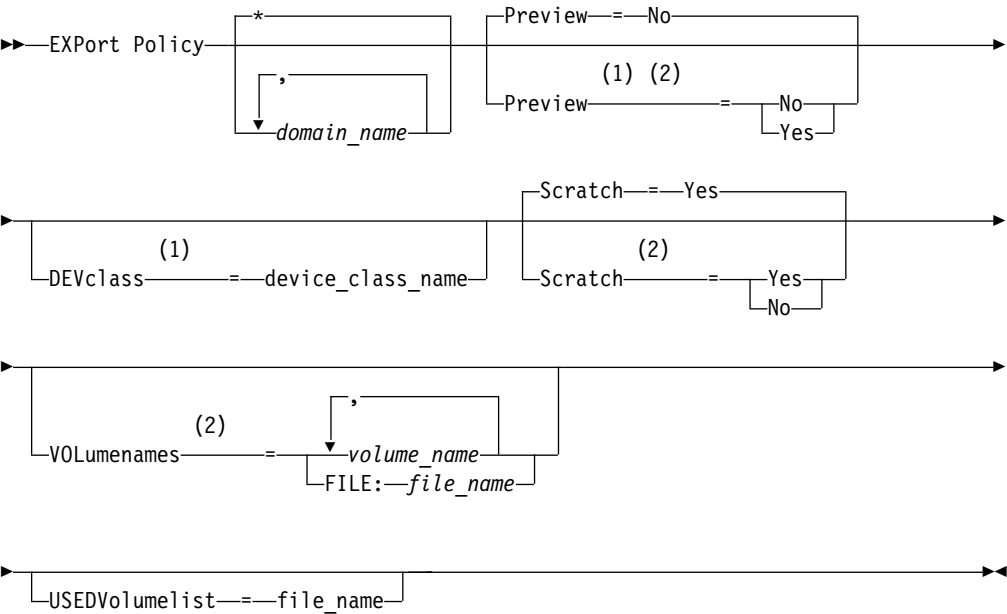 *
Preview = No
EXPort Policy
,
(1) (2)
domain_name
Preview = No
Yes
Scratch = Yes
(1)
DEVclass = device_class_name
(2)
Scratch = Yes
No
,
(2)
VOLumenames = volume_name
FILE: file_name
USEDVolumelist = file_name